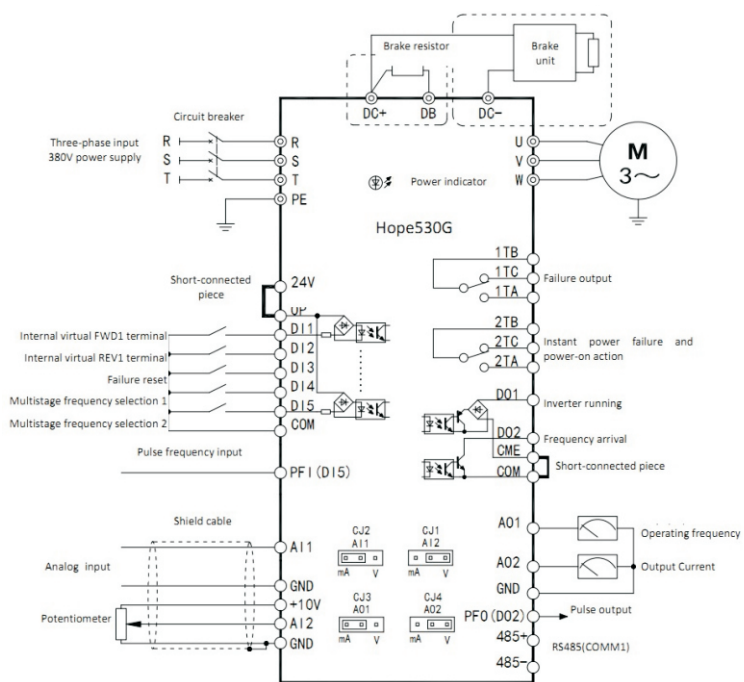 Brake resistor
Brake
unit
DC+
DB
DC-
Circuit breaker
Three-phase input
380V power supply
R
S
T
R
S
T
PE
U
V
W
M
3～
Power indicator
Hope530G
24V
UP
Short-connected
piece
Internal virtual FWD1 terminal
DI1
Internal virtual REV1 terminal
DI2
Failure reset
DI3
Multistage frequency selection 1
DI4
Multistage frequency selection 2
DI5
COM
1TB
1TC
1TA
Failure output
2TB
2TC
2TA
Instant power failure and
power-on action
DO1
Inverter running
DO2
Frequency arrival
CME
COM
Short-connected piece
Pulse frequency input
PFI(DI5)
Shield cable
Analog input
AI1
GND
+10V
Potentiometer
AI2
GND
CJ2
AI1
mA V
CJ1
AI2
mA V
CJ3
AO1
mA V
CJ4
AO2
mA V
AO1
Operating frequency
AO2
Output Current
GND
PFO(DO2)
Pulse output
485+
RS485(COMM1)
485-